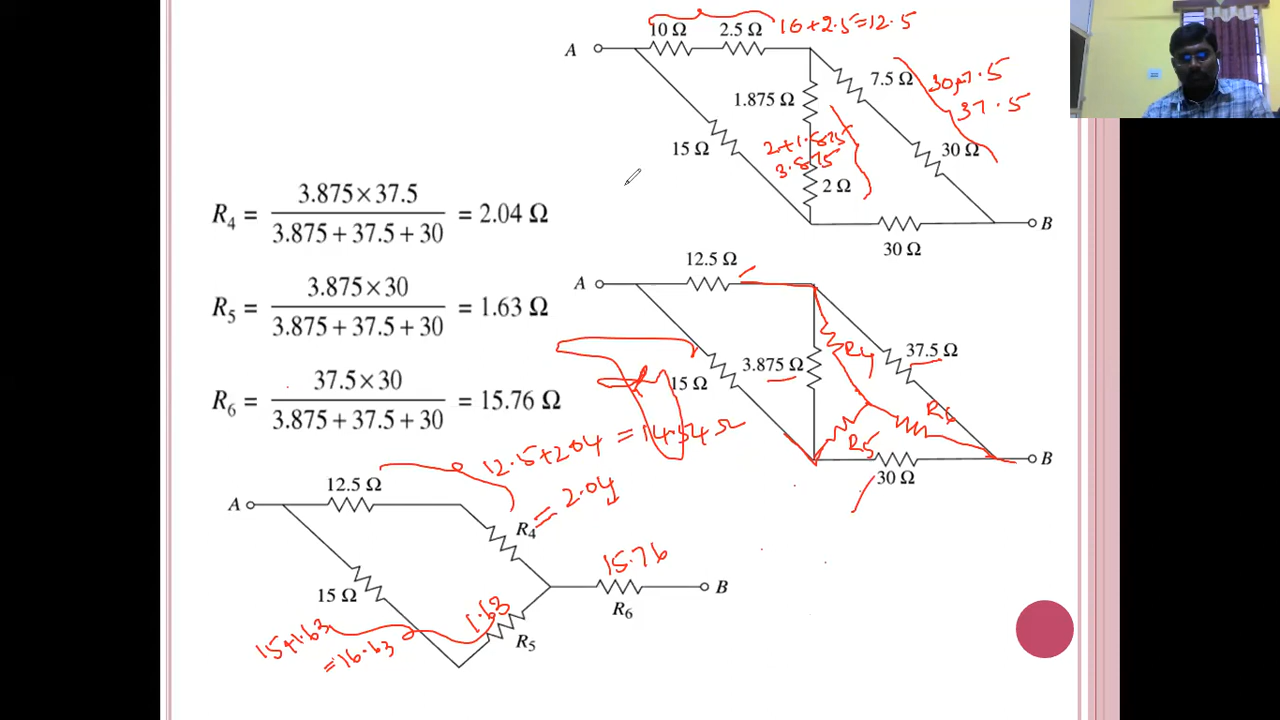 10 Ω 2.5 Ω 10+2.5=12.5
A
7.5 Ω 30+7.5
37.5
1.875 Ω
15 Ω 2+1.875
3.875
30 Ω
2 Ω
B
30 Ω
R4 = 3.875×37.5 / 3.875+37.5+30 = 2.04 Ω
R5 = 3.875×30 / 3.875+37.5+30 = 1.63 Ω
R6 = 37.5×30 / 3.875+37.5+30 = 15.76 Ω
12.5 Ω
A
R4
37.5 Ω
3.875 Ω
15 Ω
R6
R5
B
30 Ω
12.5+2.04 = 14.54 Ω
12.5 Ω
A
R4 = 2.04
15.76
B
15 Ω
R6
1.63
R5
15+1.63
=16.63